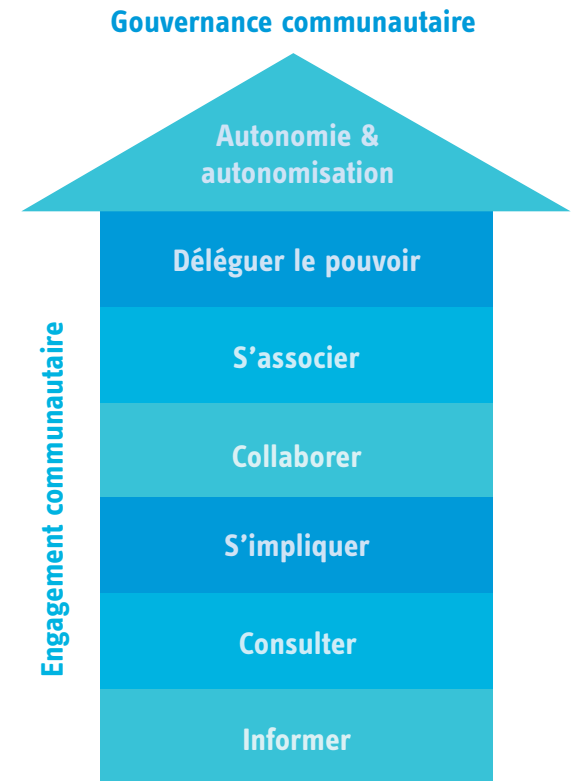 Gouvernance communautaire
Autonomie &
autonomisation
Déléguer le pouvoir
S’associer
Collaborer
S’impliquer
Consulter
Informer
Engagement communautaire